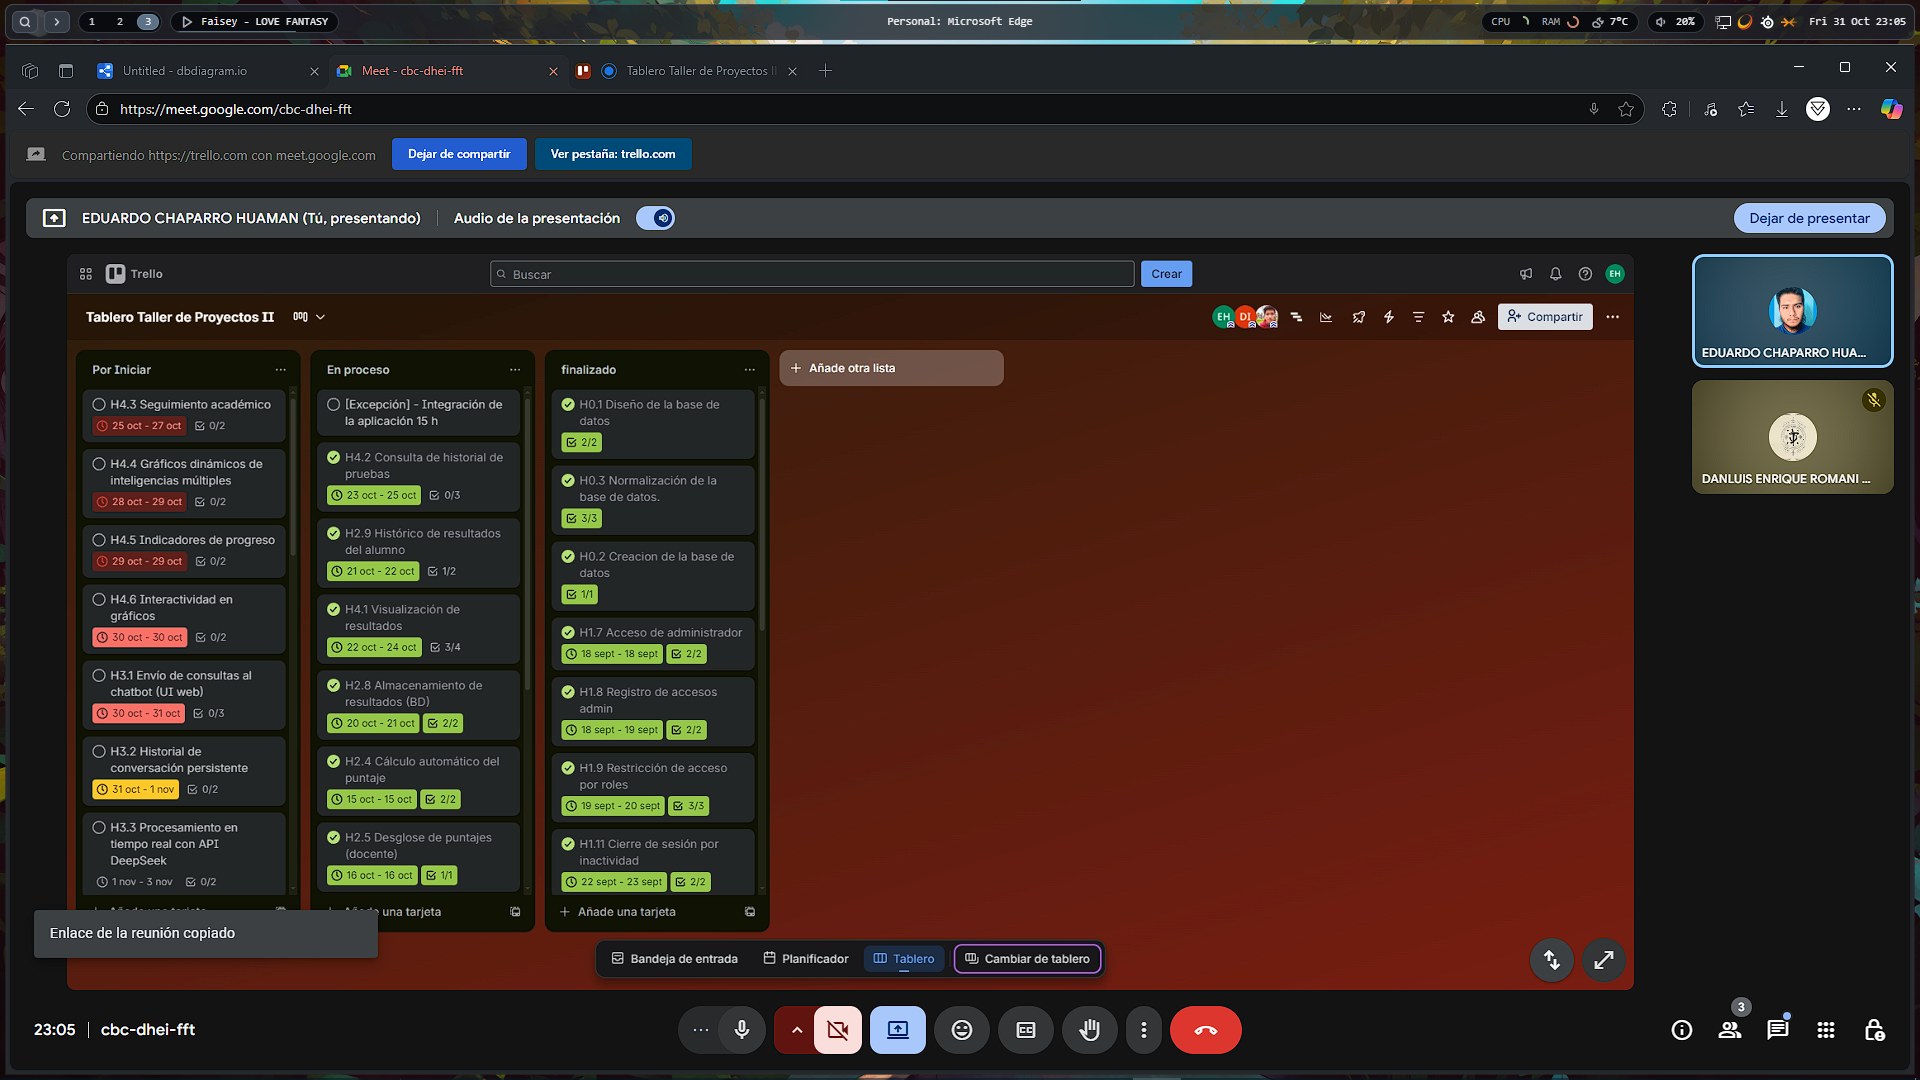 1 2 3
Faisey - LOVE FANTASY
Personal: Microsoft Edge
CPU RAM 7°C 20% Fri 31 Oct 23:05
Untitled - dbdiagram.io
Meet - cbc-dhei-fft
Tablero Taller de Proyectos II
https://meet.google.com/cbc-dhei-fft
Compartiendo https://trello.com con meet.google.com
Dejar de compartir
Ver pestaña: trello.com
EDUARDO CHAPARRO HUAMAN (Tú, presentando)
Audio de la presentación
Dejar de presentar
Trello
Buscar
Crear
EH
Tablero Taller de Proyectos II
EH
DI
Compartir
Por Iniciar
H4.3 Seguimiento académico
25 oct - 27 oct 0/2
H4.4 Gráficos dinámicos de
inteligencias múltiples
28 oct - 29 oct 0/2
H4.5 Indicadores de progreso
29 oct - 29 oct 0/2
H4.6 Interactividad en
gráficos
30 oct - 30 oct 0/2
H3.1 Envío de consultas al
chatbot (UI web)
30 oct - 31 oct 0/3
H3.2 Historial de
conversación persistente
31 oct - 1 nov 0/2
H3.3 Procesamiento en
tiempo real con API
DeepSeek
1 nov - 3 nov 0/2
En proceso
[Excepción] - Integración de
la aplicación 15 h
H4.2 Consulta de historial de
pruebas
23 oct - 25 oct 0/3
H2.9 Histórico de resultados
del alumno
21 oct - 22 oct 1/2
H4.1 Visualización de
resultados
22 oct - 24 oct 3/4
H2.8 Almacenamiento de
resultados (BD)
20 oct - 21 oct 2/2
H2.4 Cálculo automático del
puntaje
15 oct - 15 oct 2/2
H2.5 Desglose de puntajes
(docente)
16 oct - 16 oct 1/1
una tarjeta
finalizado
H0.1 Diseño de la base de
datos
2/2
H0.3 Normalización de la
base de datos.
3/3
H0.2 Creacion de la base de
datos
1/1
H1.7 Acceso de administrador
18 sept - 18 sept 2/2
H1.8 Registro de accesos
admin
18 sept - 19 sept 2/2
H1.9 Restricción de acceso
por roles
19 sept - 20 sept 3/3
H1.11 Cierre de sesión por
inactividad
22 sept - 23 sept 2/2
Añade una tarjeta
Añade otra lista
EDUARDO CHAPARRO HUA...
DANLUIS ENRIQUE ROMANI ...
Enlace de la reunión copiado
Bandeja de entrada
Planificador
Tablero
Cambiar de tablero
23:05 | cbc-dhei-fft
3